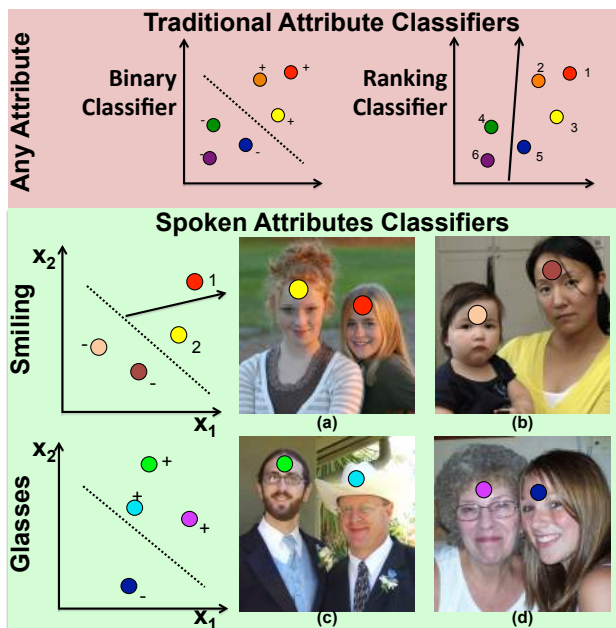 Traditional Attribute Classifiers
Any Attribute
Binary
Classifier
+ +
+
-
-
-
Ranking
Classifier
2 1
3
4
5
6
Spoken Attributes Classifiers
Smiling
X2
1
2
-
-
X1
(a)
(b)
Glasses
X2
+
+
+
-
X1
(c)
(d)